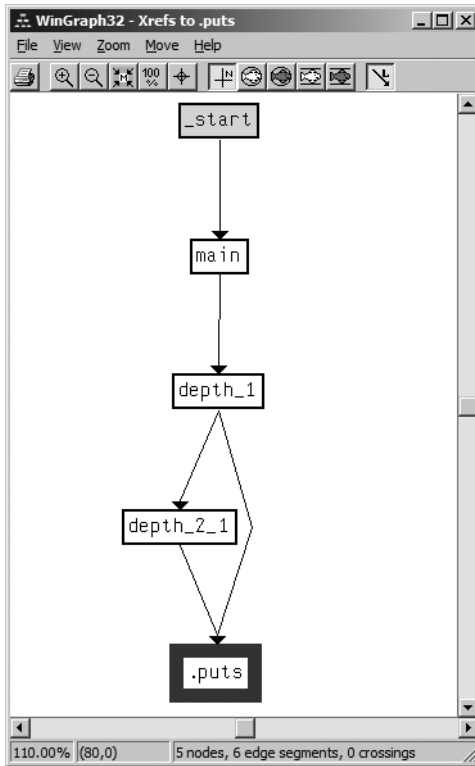 WinGraph32 - Xrefs to .puts
File View Zoom Move Help
100 %
N
_start
main
depth_1
depth_2_1
.puts
110.00% (80,0) 5 nodes, 6 edge segments, 0 crossings